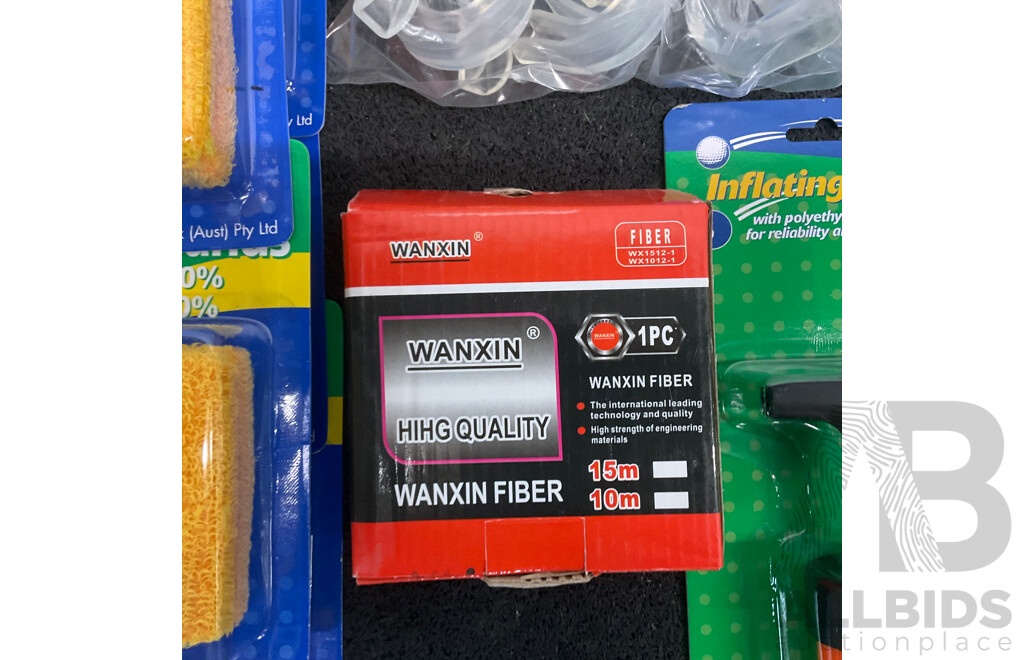 y Ltd
(Aust) Pty Ltd
0%
0%
Inflating
with polyethy
for reliability a
WANXIN®
FIBER
WX1512-1
WX1012-1
WANXIN®
HIHG QUALITY
WANXIN FIBER
WANXIN
1PC
WANXIN FIBER
The international leading
technology and quality
High strength of engineering
materials
15m
10m
ALLBIDS
auctionplace